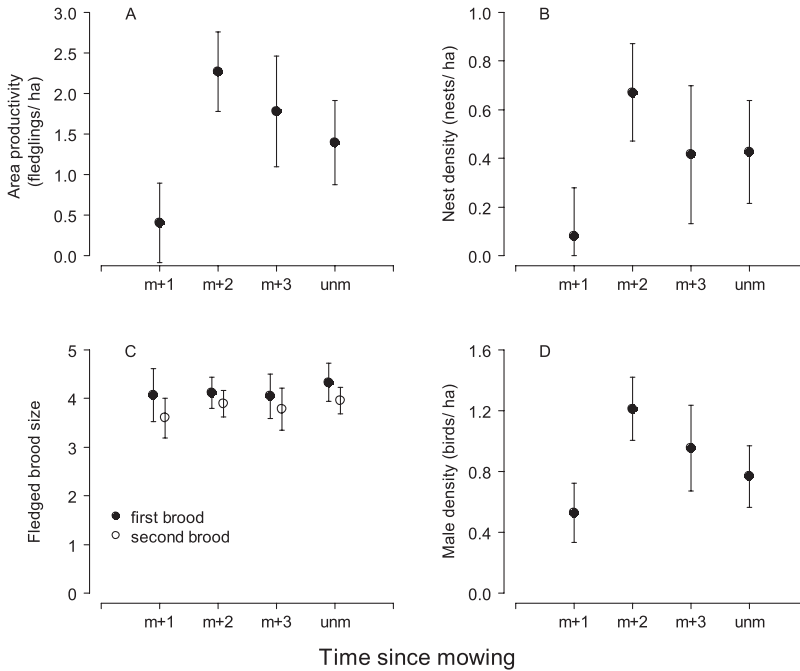 A
Area productivity
(fledglings/ ha)
3.0
2.5
2.0
1.5
1.0
0.5
0.0
m+1 m+2 m+3 unm
B
Nest density (nests/ ha)
1.0
0.8
0.6
0.4
0.2
0.0
m+1 m+2 m+3 unm
C
Fledged brood size
5
4
3
2
1
0
first brood
second brood
m+1 m+2 m+3 unm
D
Male density (birds/ ha)
1.6
1.2
0.8
0.4
0.0
m+1 m+2 m+3 unm
Time since mowing